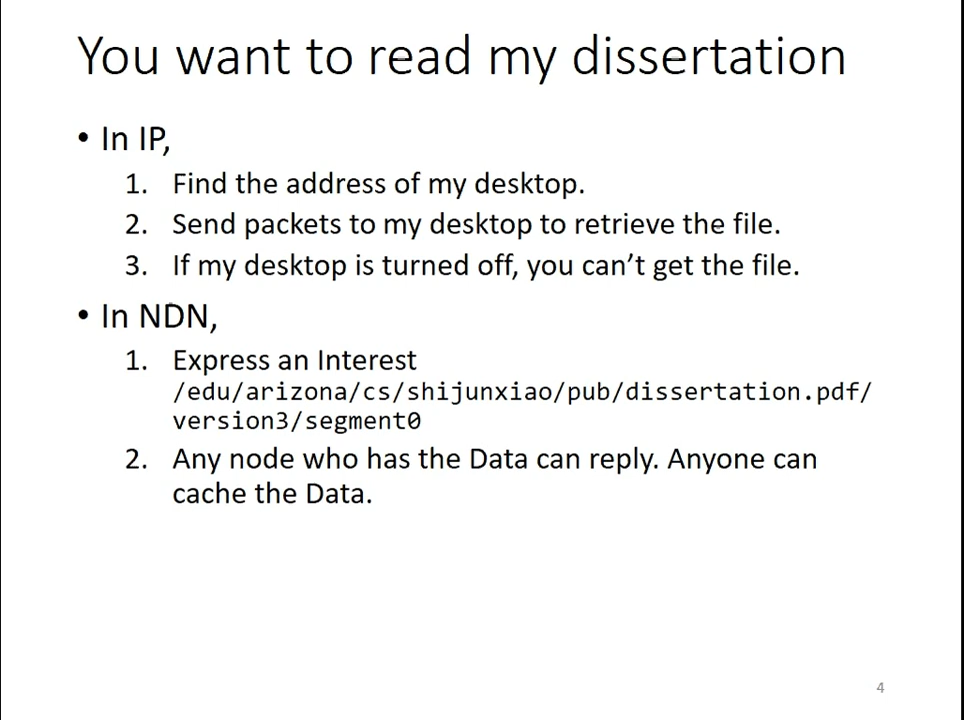 You want to read my dissertation
• In IP,
1. Find the address of my desktop.
2. Send packets to my desktop to retrieve the file.
3. If my desktop is turned off, you can’t get the file.
• In NDN,
1. Express an Interest
/edu/arizona/cs/shijunxiao/pub/dissertation.pdf/
version3/segment0
2. Any node who has the Data can reply. Anyone can
cache the Data.
4